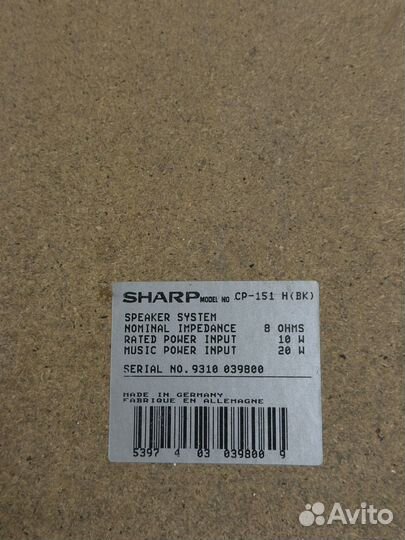 SHARP MODEL NO CP-151 H(BK)
SPEAKER SYSTEM
NOMINAL IMPEDANCE 8 OHMS
RATED POWER INPUT 10 W
MUSIC POWER INPUT 20 W
SERIAL NO. 9310 039800
MADE IN GERMANY
FABRIQUE EN ALLEMAGNE
5397 4 03 039800 9
Avito